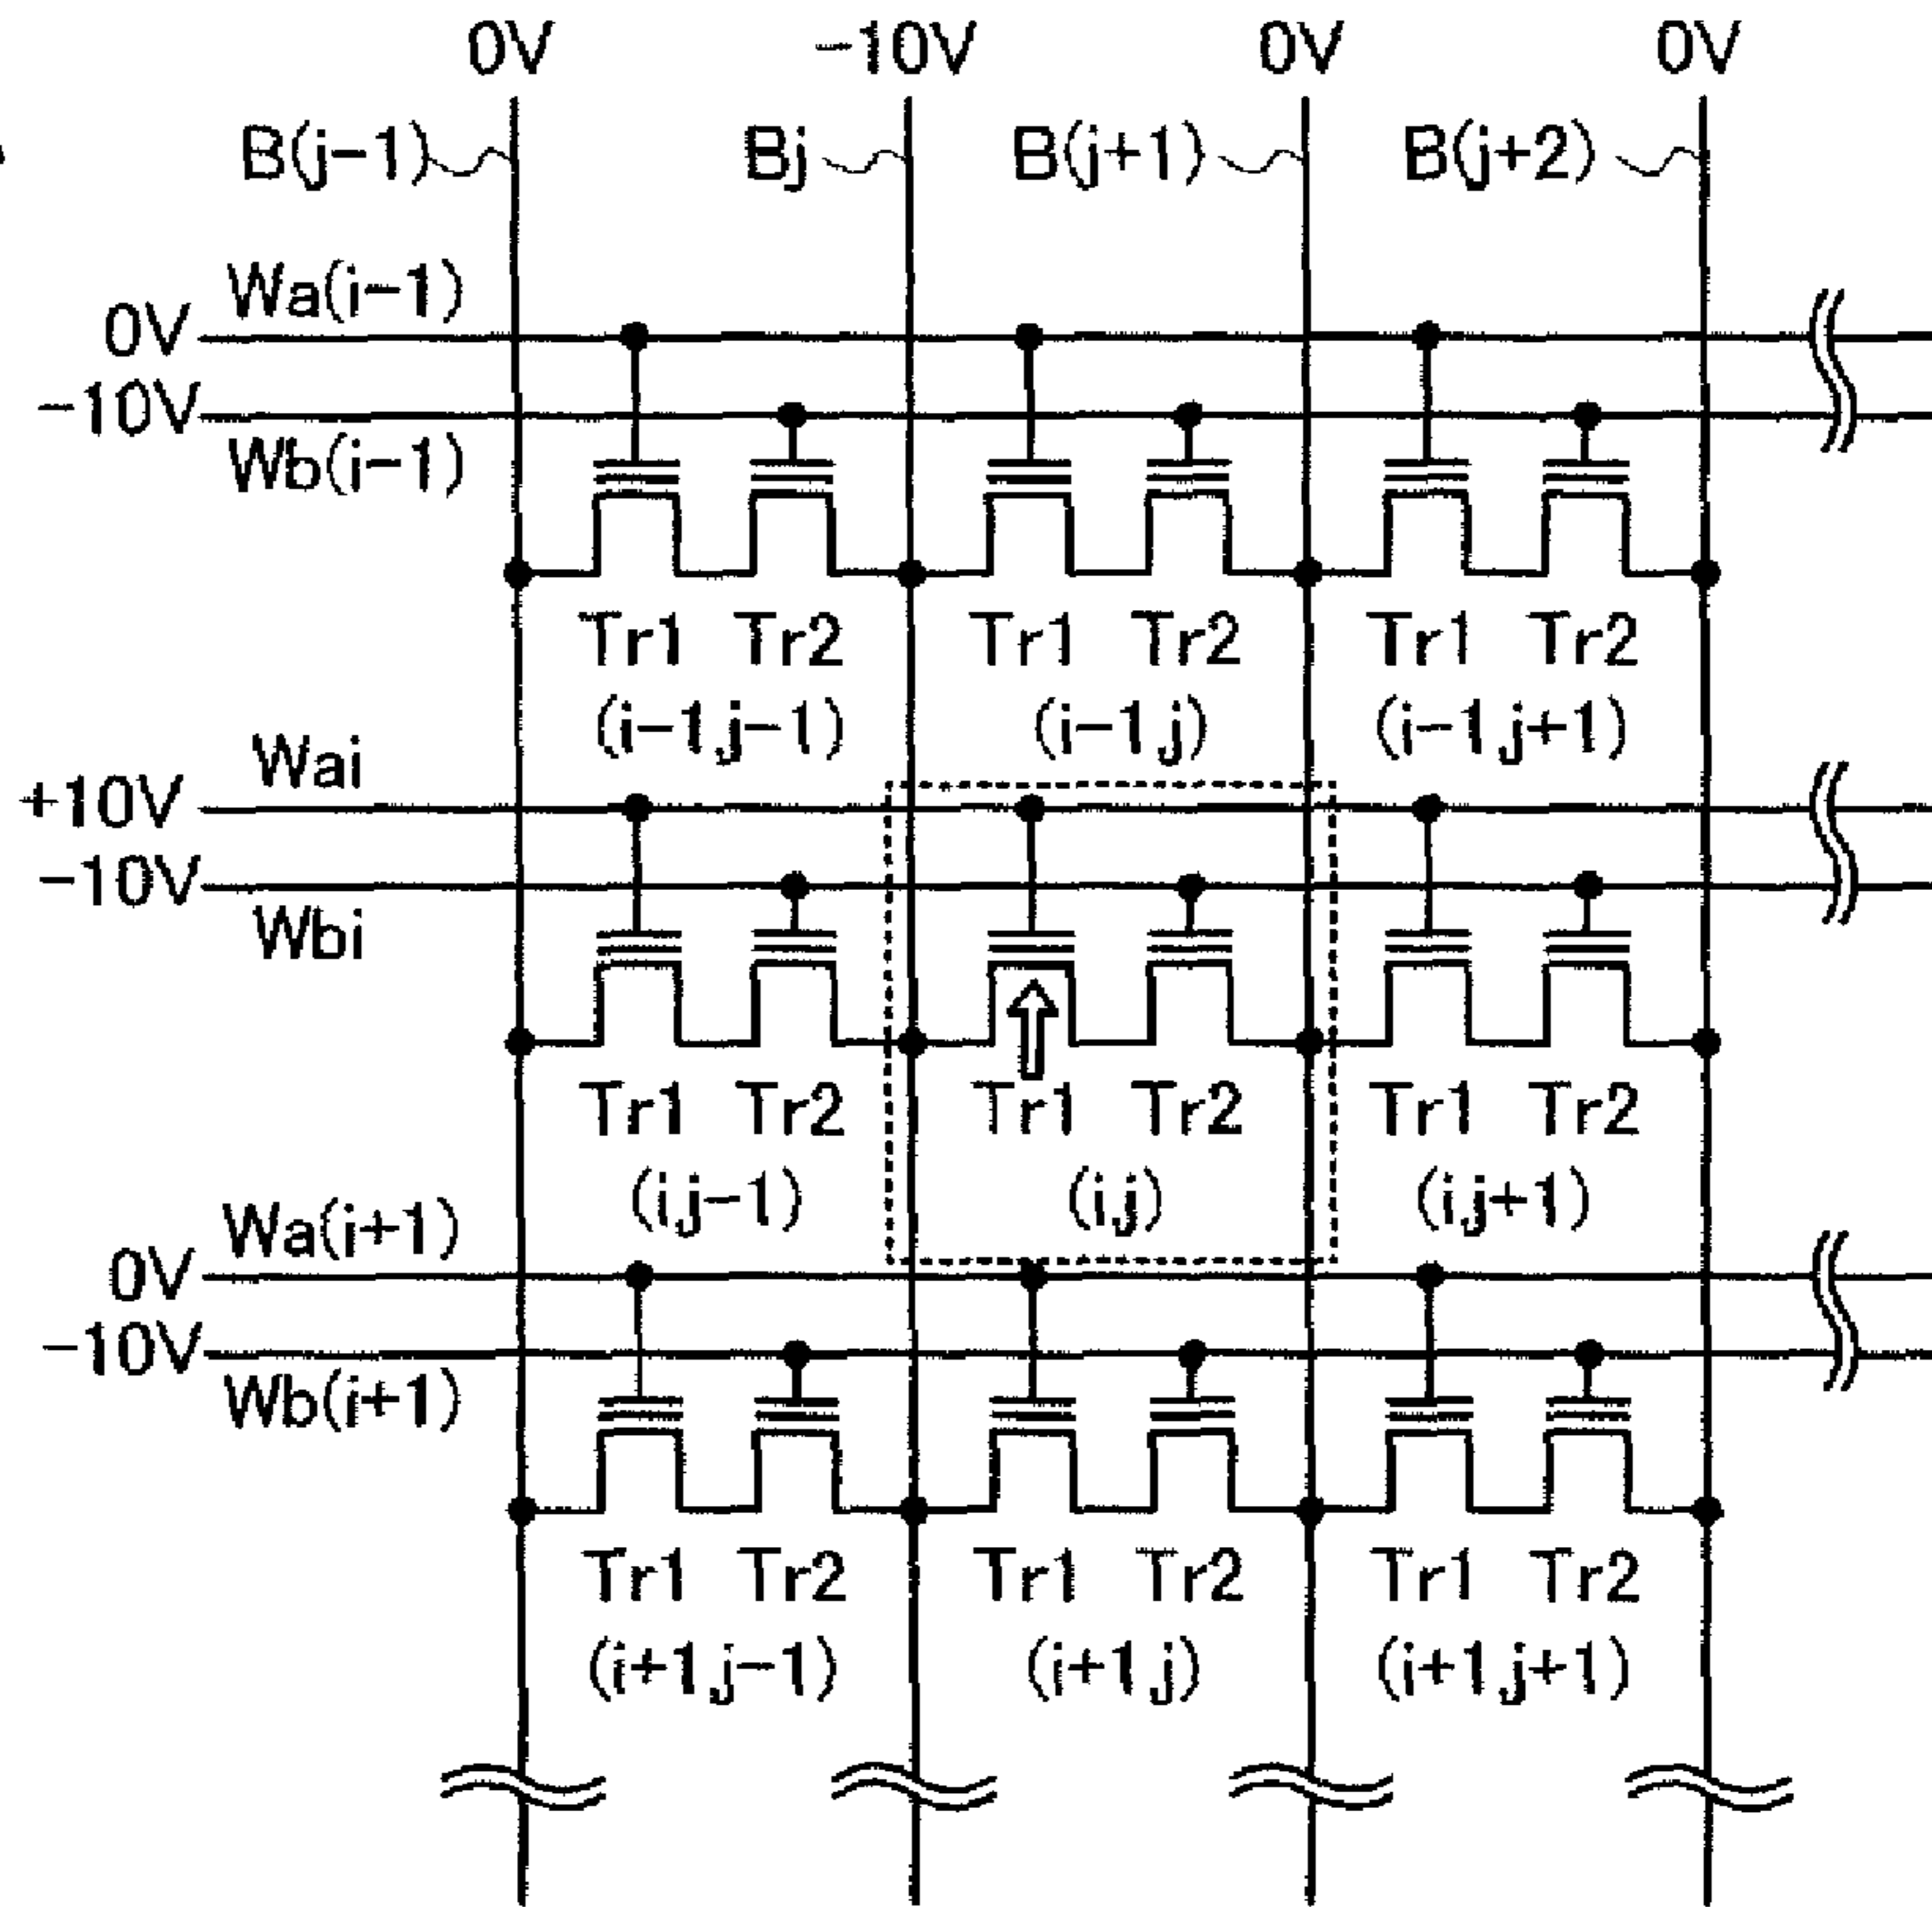 0V -10V 0V 0V
B(j-1) Bj B(j+1) B(j+2)
Wa(i-1)
0V
-10V
Wb(i-1)
Tr1 Tr2 Tr1 Tr2 Tr1 Tr2
(i-1,j-1) (i-1,j) (i-1,j+1)
Wai
+10V
-10V
Wbi
Tr1 Tr2 Tr1 Tr2 Tr1 Tr2
(i,j-1) (i,j) (i,j+1)
Wa(i+1)
0V
-10V
Wb(i+1)
Tr1 Tr2 Tr1 Tr2 Tr1 Tr2
(i+1,j-1) (i+1,j) (i+1,j+1)